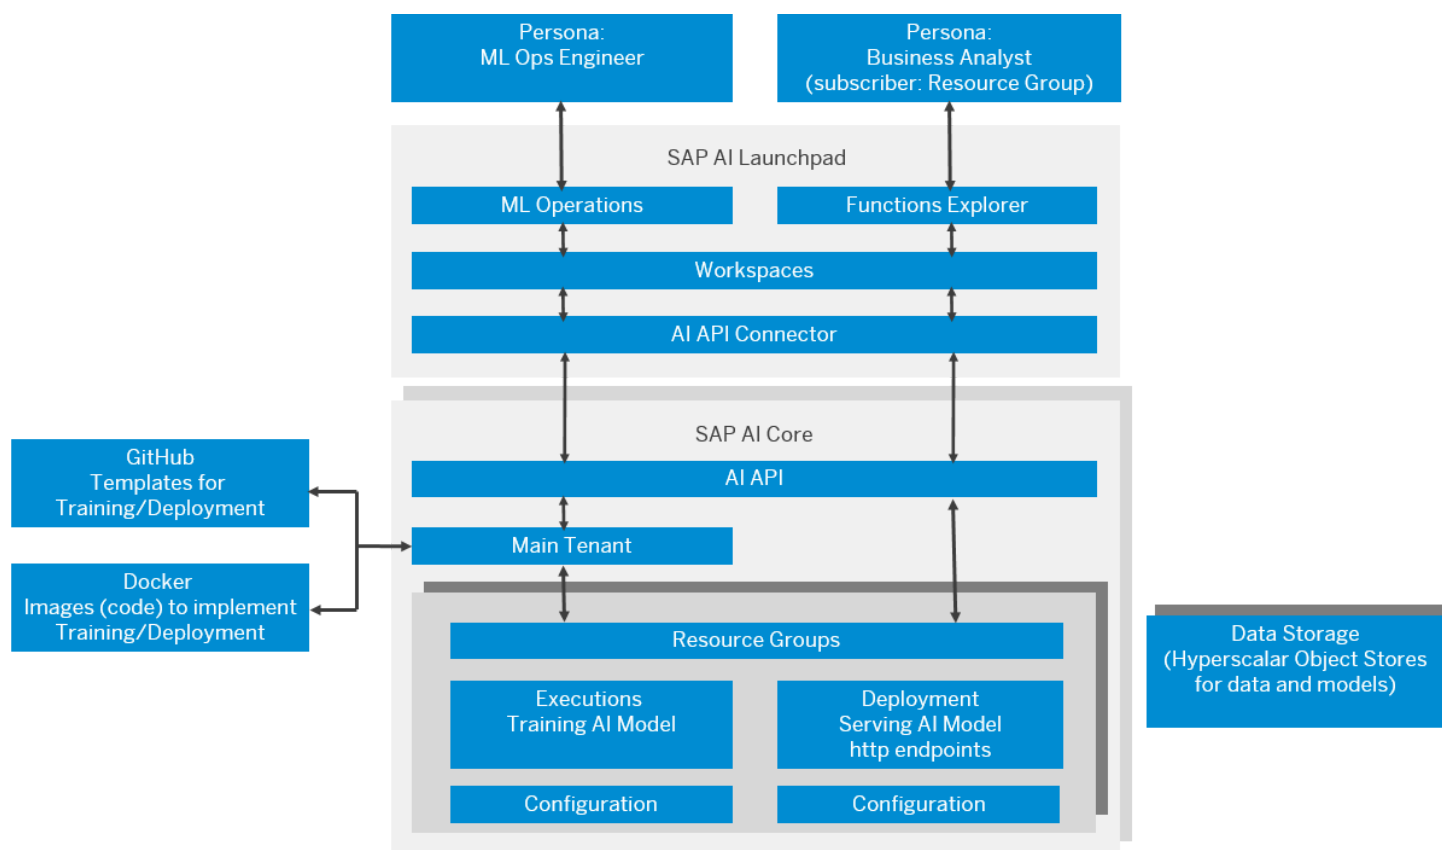 Persona:
ML Ops Engineer
Persona:
Business Analyst
(subscriber: Resource Group)
SAP AI Launchpad
ML Operations
Functions Explorer
Workspaces
AI API Connector
SAP AI Core
AI API
GitHub
Templates for
Training/Deployment
Main Tenant
Docker
Images (code) to implement
Training/Deployment
Resource Groups
Executions
Training AI Model
Deployment
Serving AI Model
http endpoints
Configuration
Configuration
Data Storage
(Hyperscalar Object Stores
for data and models)